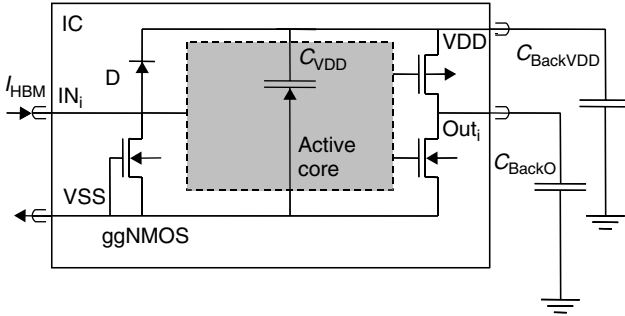 IC
VDD
C_VDD
C_BackVDD
D
I_HBM
IN_i
Out_i
Active
core
C_BackO
VSS
ggNMOS